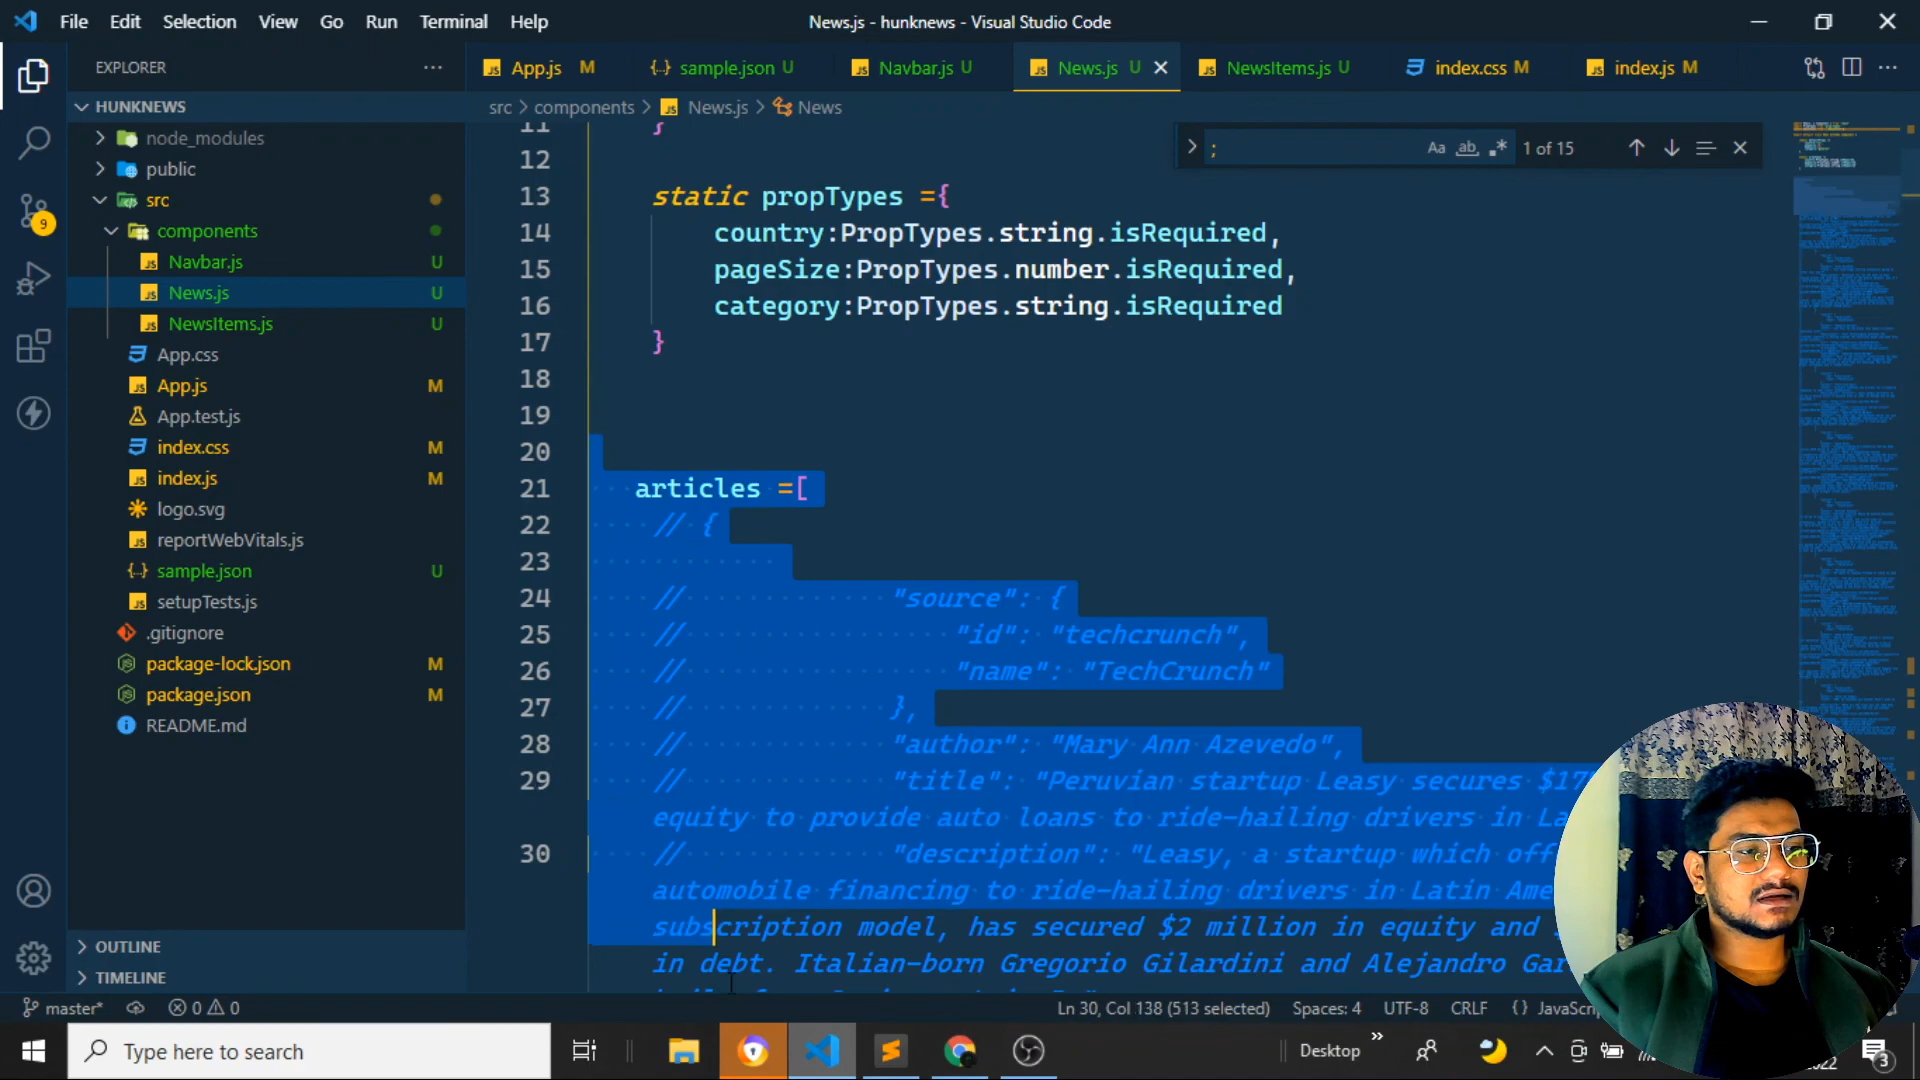 File Edit Selection View Go Run Terminal Help
News.js - hunknews - Visual Studio Code
EXPLORER
App.js M
sample.json U
Navbar.js U
News.js U
NewsItems.js U
index.css M
index.js M
HUNKNEWS
src > components > News.js > News
node_modules
public
src
components
Navbar.js U
News.js U
NewsItems.js U
App.css
App.js M
App.test.js
index.css M
index.js M
logo.svg
reportWebVitals.js
sample.json U
setupTests.js
.gitignore
package-lock.json M
package.json M
README.md
OUTLINE
TIMELINE
9
; Aa ab 1 of 15
11 }
12
13 static propTypes ={
14 country:PropTypes.string.isRequired,
15 pageSize:PropTypes.number.isRequired,
16 category:PropTypes.string.isRequired
17 }
18
19
20
21 articles =[
22 // {
23
24 // "source": {
25 // "id": "techcrunch",
26 // "name": "TechCrunch"
27 // },
28 // "author": "Mary Ann Azevedo",
29 // "title": "Peruvian startup Leasy secures $17
equity to provide auto loans to ride-hailing drivers in La
30 // "description": "Leasy, a startup which off
automobile financing to ride-hailing drivers in Latin Ame
subscription model, has secured $2 million in equity and
in debt. Italian-born Gregorio Gilardini and Alejandro Gar
master* 0 0 Ln 30, Col 138 (513 selected) Spaces: 4 UTF-8 CRLF {} JavaSc
Type here to search
Desktop
2022
3